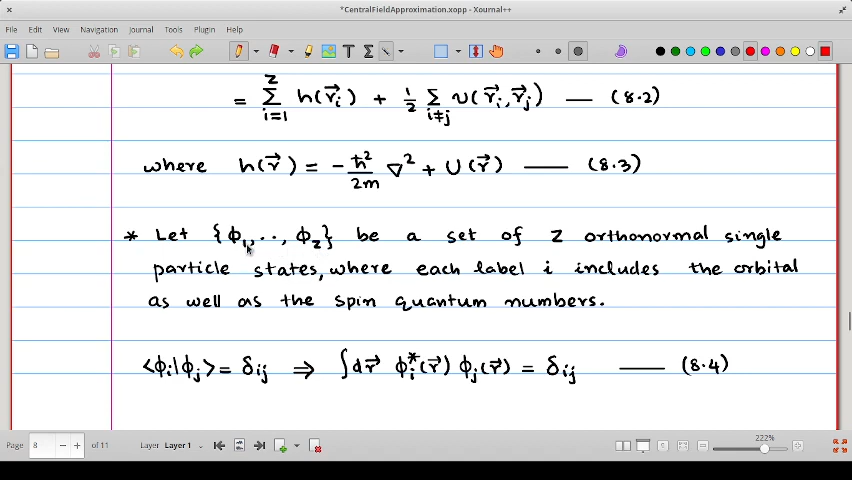 *CentralFieldApproximation.xopp - Xournal++
File Edit View Navigation Journal Tools Plugin Help
= Σ_{i=1}^{Z} h(r⃗_i) + 1/2 Σ_{i≠j} v(r⃗_i, r⃗_j) — (8.2)
where h(r⃗) = - ħ²/2m ∇² + U(r⃗) — (8.3)
* Let {ϕ_1, .., ϕ_Z} be a set of Z orthonormal single
particle states, where each label i includes the orbital
as well as the spin quantum numbers.
<ϕ_i|ϕ_j> = δ_ij ⇒ ∫dr⃗ ϕ_i*(r⃗) ϕ_j(r⃗) = δ_ij — (8.4)
Page 8 of 11 Layer Layer 1 222%